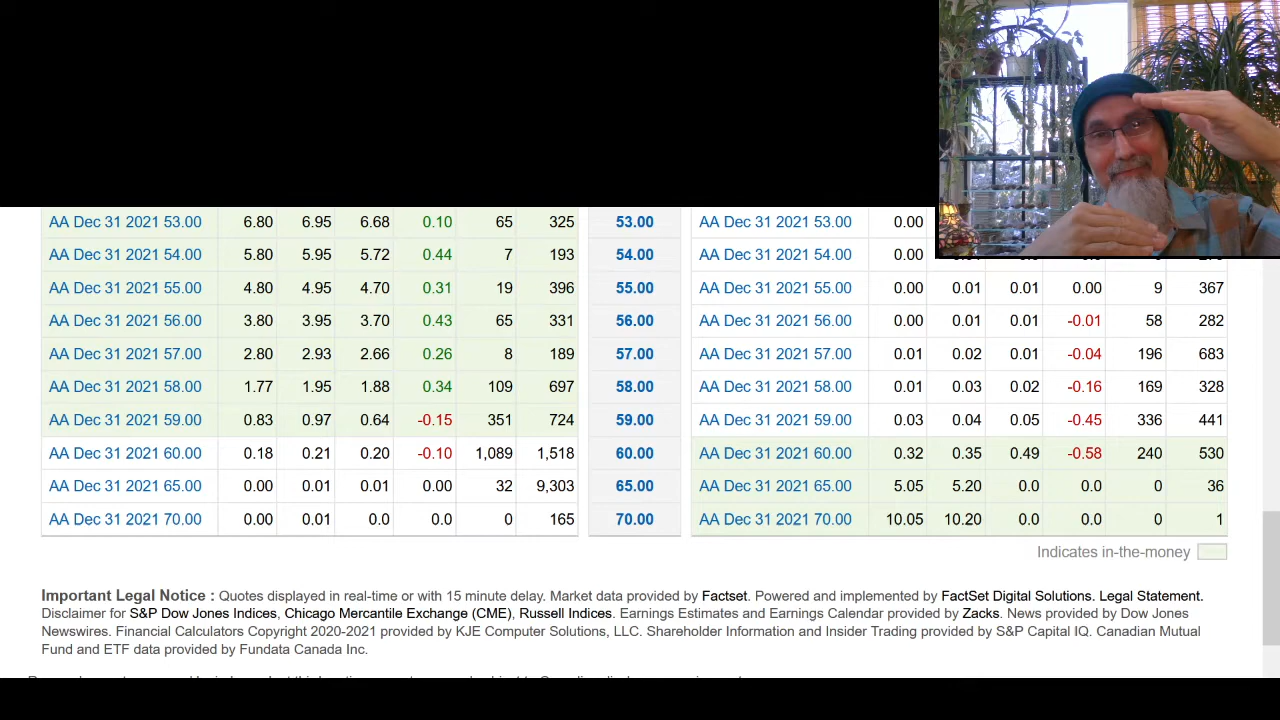 AA Dec 31 2021 53.00 6.80 6.95 6.68 0.10 65 325 53.00 AA Dec 31 2021 53.00 0.00
AA Dec 31 2021 54.00 5.80 5.95 5.72 0.44 7 193 54.00 AA Dec 31 2021 54.00 0.00
AA Dec 31 2021 55.00 4.80 4.95 4.70 0.31 19 396 55.00 AA Dec 31 2021 55.00 0.00 0.01 0.01 0.00 9 367
AA Dec 31 2021 56.00 3.80 3.95 3.70 0.43 65 331 56.00 AA Dec 31 2021 56.00 0.00 0.01 0.01 -0.01 58 282
AA Dec 31 2021 57.00 2.80 2.93 2.66 0.26 8 189 57.00 AA Dec 31 2021 57.00 0.01 0.02 0.01 -0.04 196 683
AA Dec 31 2021 58.00 1.77 1.95 1.88 0.34 109 697 58.00 AA Dec 31 2021 58.00 0.01 0.03 0.02 -0.16 169 328
AA Dec 31 2021 59.00 0.83 0.97 0.64 -0.15 351 724 59.00 AA Dec 31 2021 59.00 0.03 0.04 0.05 -0.45 336 441
AA Dec 31 2021 60.00 0.18 0.21 0.20 -0.10 1,089 1,518 60.00 AA Dec 31 2021 60.00 0.32 0.35 0.49 -0.58 240 530
AA Dec 31 2021 65.00 0.00 0.01 0.01 0.00 32 9,303 65.00 AA Dec 31 2021 65.00 5.05 5.20 0.0 0.0 0 36
AA Dec 31 2021 70.00 0.00 0.01 0.0 0.0 0 165 70.00 AA Dec 31 2021 70.00 10.05 10.20 0.0 0.0 0 1
Indicates in-the-money
Important Legal Notice : Quotes displayed in real-time or with 15 minute delay. Market data provided by Factset. Powered and implemented by FactSet Digital Solutions. Legal Statement.
Disclaimer for S&P Dow Jones Indices, Chicago Mercantile Exchange (CME), Russell Indices. Earnings Estimates and Earnings Calendar provided by Zacks. News provided by Dow Jones
Newswires. Financial Calculators Copyright 2020-2021 provided by KJE Computer Solutions, LLC. Shareholder Information and Insider Trading provided by S&P Capital IQ. Canadian Mutual
Fund and ETF data provided by Fundata Canada Inc.